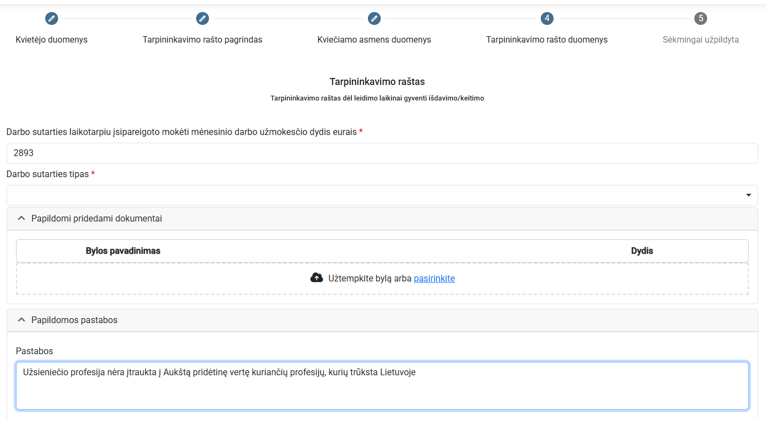 4
5
Kvietėjo duomenys
Tarpininkavimo rašto pagrindas
Kviečiamo asmens duomenys
Tarpininkavimo rašto duomenys
Sėkmingai užpildyta
Tarpininkavimo raštas
Tarpininkavimo raštas dėl leidimo laikinai gyventi išdavimo/keitimo
Darbo sutarties laikotarpiu įsipareigoto mokėti mėnesinio darbo užmokesčio dydis eurais *
2893
Darbo sutarties tipas *
Papildomi pridedami dokumentai
Bylos pavadinimas
Dydis
Užtempkite bylą arba pasirinkite
Papildomos pastabos
Pastabos
Užsieniečio profesija nėra įtraukta į Aukštą pridėtinę vertę kuriančių profesijų, kurių trūksta Lietuvoje